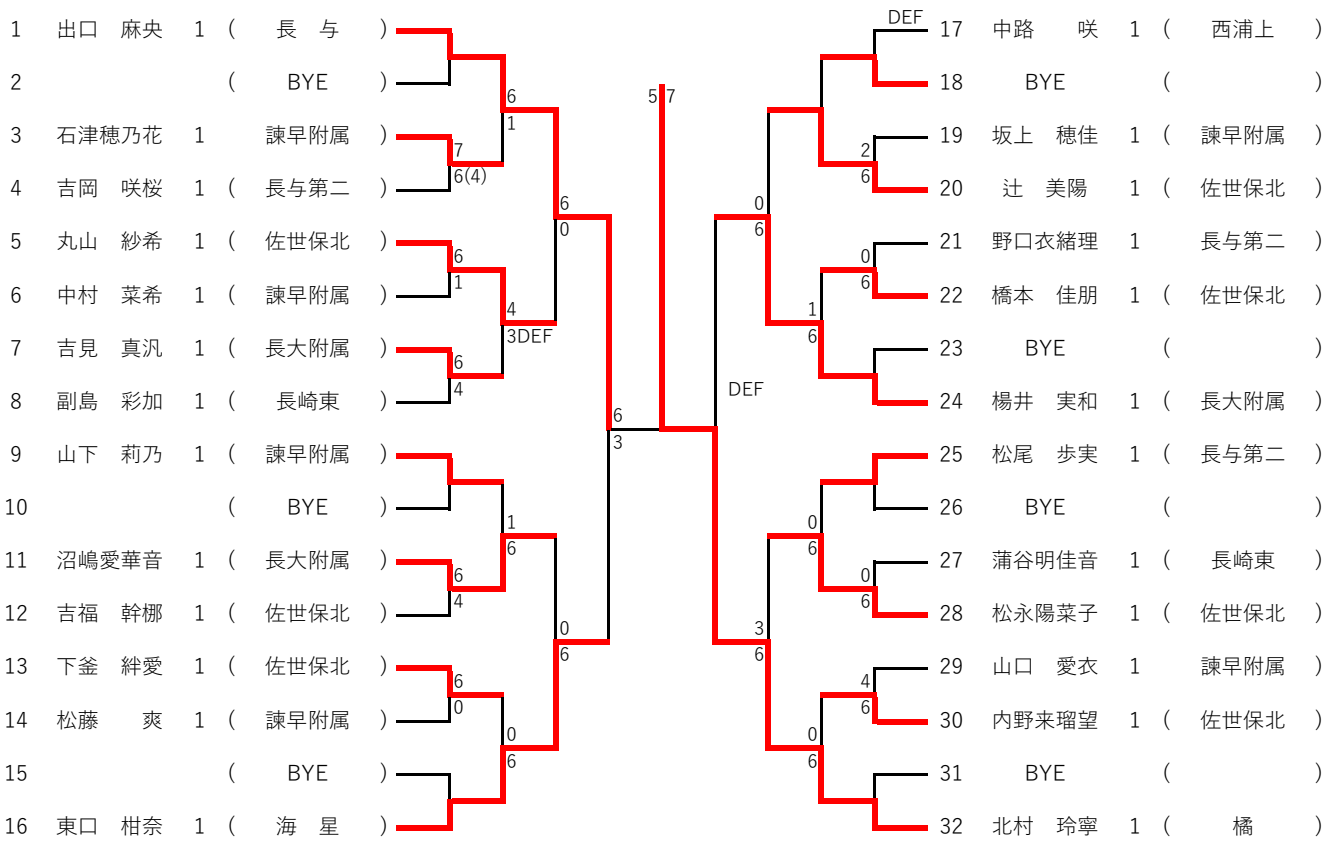 1 出口 麻央 1 ( 長 与 )
2 ( BYE )
3 石津穂乃花 1 諫早附属 )
4 吉岡 咲桜 1 ( 長与第二 )
5 丸山 紗希 1 ( 佐世保北 )
6 中村 菜希 1 ( 諫早附属 )
7 吉見 真汎 1 ( 長大附属 )
8 副島 彩加 1 ( 長崎東 )
9 山下 莉乃 1 ( 諫早附属 )
10 ( BYE )
11 沼嶋愛華音 1 ( 長大附属 )
12 吉福 幹梛 1 ( 佐世保北 )
13 下釜 絆愛 1 ( 佐世保北 )
14 松藤 爽 1 ( 諫早附属 )
15 ( BYE )
16 東口 柑奈 1 ( 海 星 )
7
6(4)
6
1
6
4
6
4
6
0
6
1
4
3DEF
1
6
0
6
6
0
0
6
6
3
5 7
DEF
0
6
3
6
1
6
0
6
0
6
DEF
2
6
0
6
0
6
4
6
17 中路 咲 1 ( 西浦上 )
18 BYE ( )
19 坂上 穂佳 1 ( 諫早附属 )
20 辻 美陽 1 ( 佐世保北 )
21 野口衣緒理 1 長与第二 )
22 橋本 佳朋 1 ( 佐世保北 )
23 BYE ( )
24 楊井 実和 1 ( 長大附属 )
25 松尾 歩実 1 ( 長与第二 )
26 BYE ( )
27 蒲谷明佳音 1 ( 長崎東 )
28 松永陽菜子 1 ( 佐世保北 )
29 山口 愛衣 1 諫早附属 )
30 内野来瑠望 1 ( 佐世保北 )
31 BYE ( )
32 北村 玲寧 1 ( 橘 )